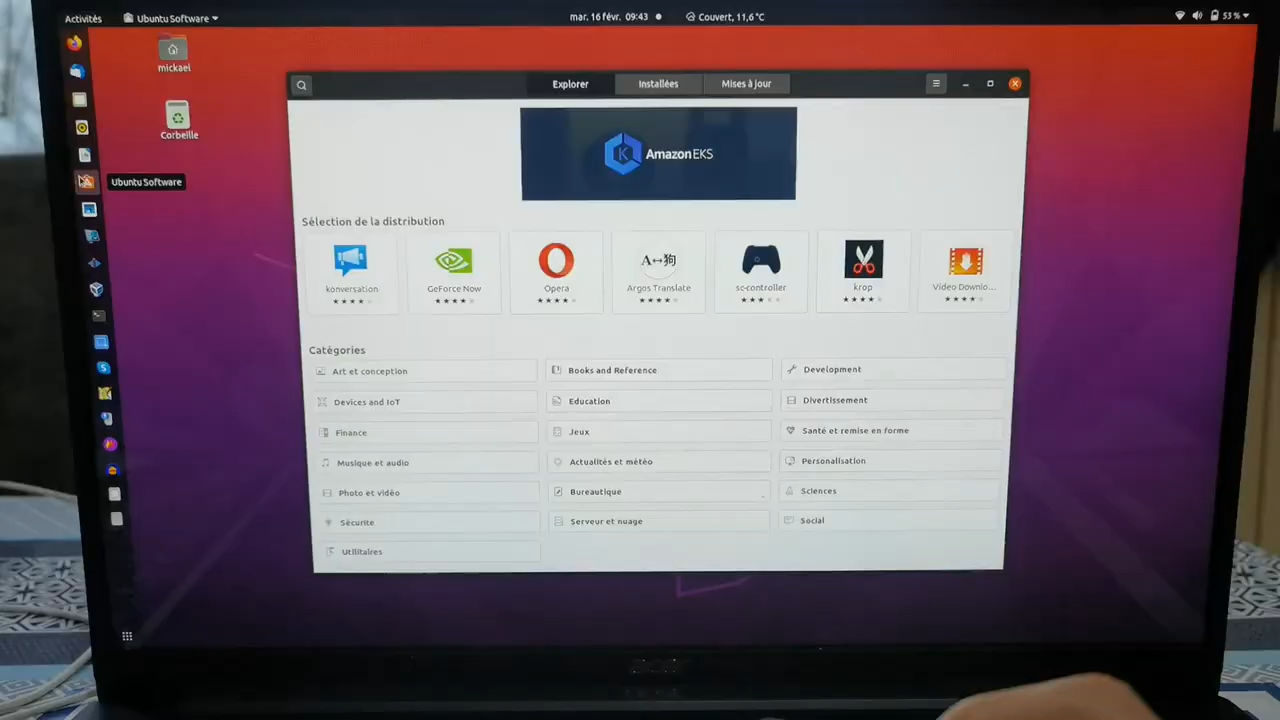 Activités
Ubuntu Software
mar. 16 févr. 09:43
Couvert, 11,6 °C
53 %
mickael
Corbeille
Ubuntu Software
Explorer
Installées
Mises à jour
K
Amazon EKS
Sélection de la distribution
A↔狗
konversation
GeForce Now
Opera
Argos Translate
sc-controller
krop
Video Downlo...
Catégories
Art et conception
Books and Reference
Development
Devices and IoT
Education
Divertissement
Finance
Jeux
Santé et remise en forme
Musique et audio
Actualités et météo
Personalisation
Photo et vidéo
Bureautique
Sciences
Sécurité
Serveur et nuage
Social
Utilitaires